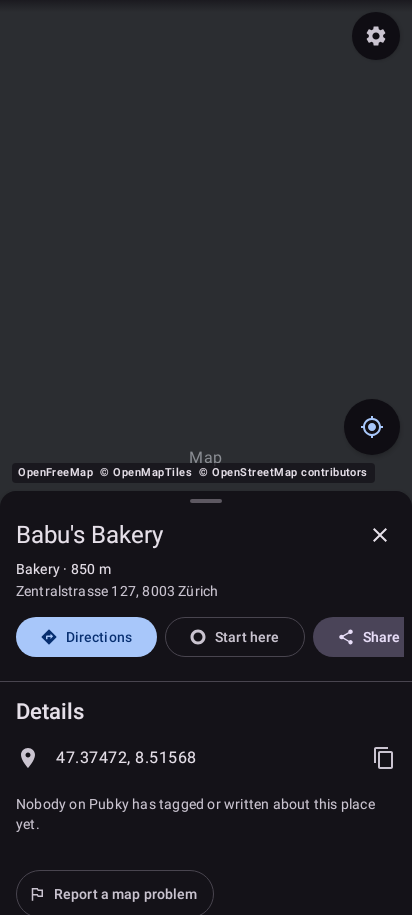 Map
OpenFreeMap © OpenMapTiles © OpenStreetMap contributors
Babu's Bakery
Bakery · 850 m
Zentralstrasse 127, 8003 Zürich
Directions
Start here
Share
Details
47.37472, 8.51568
Nobody on Pubky has tagged or written about this place
yet.
Report a map problem